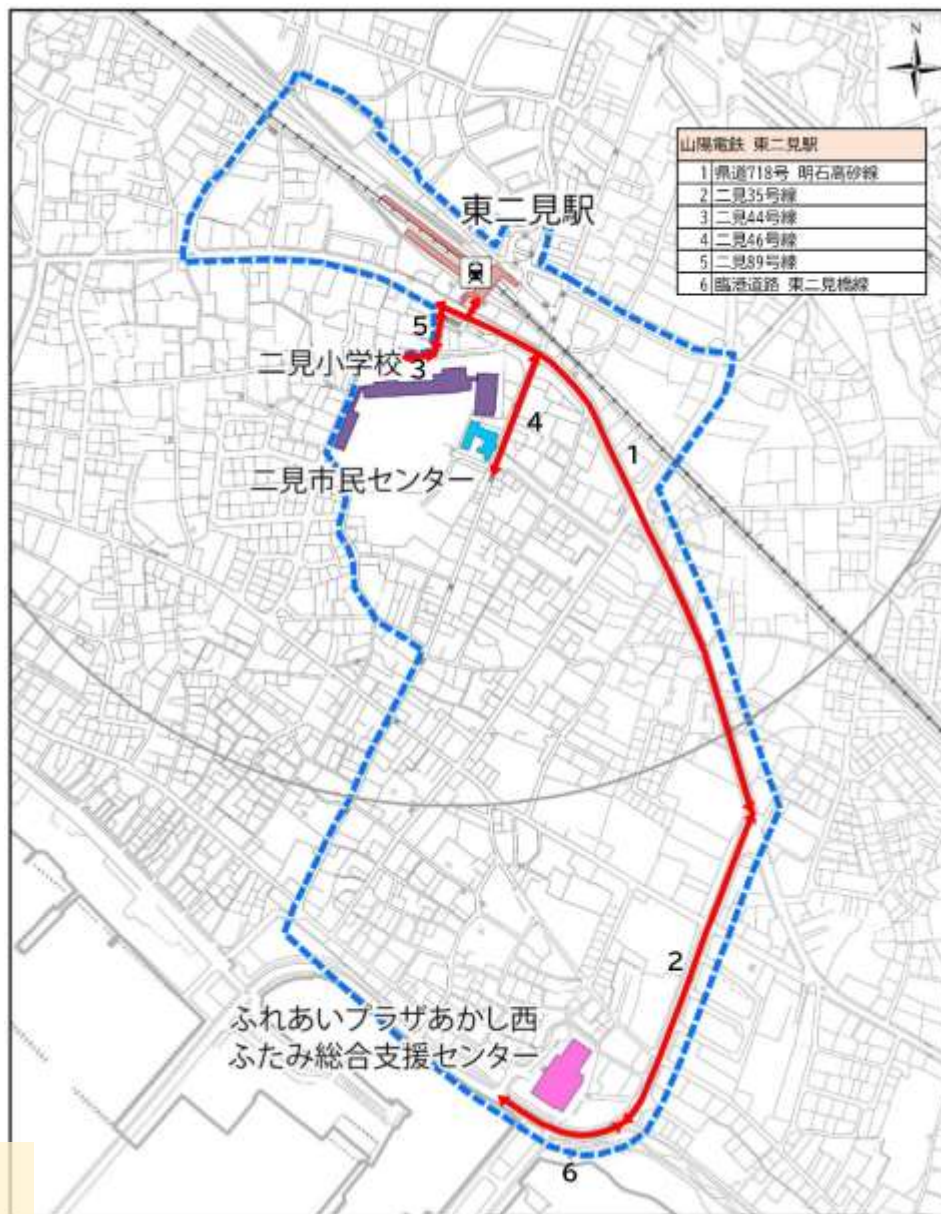 N
山陽電鉄 東二見駅
1 県道718号 明石高砂線
2 二見35号線
3 二見44号線
4 二見46号線
5 二見89号線
6 臨港道路 東二見橋線
東二見駅
5
二見小学校
3
4
1
二見市民センター
2
ふれあいプラザあかし西
ふたみ総合支援センター
6